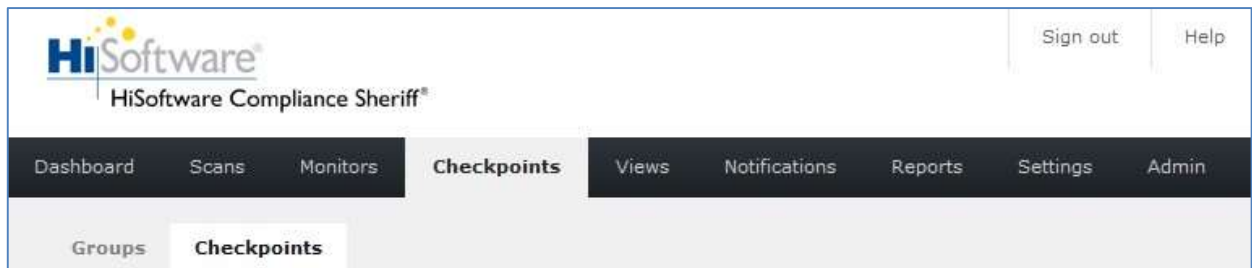 HiSoftware®
HiSoftware Compliance Sheriff®
Sign out Help
Dashboard Scans Monitors Checkpoints Views Notifications Reports Settings Admin
Groups Checkpoints